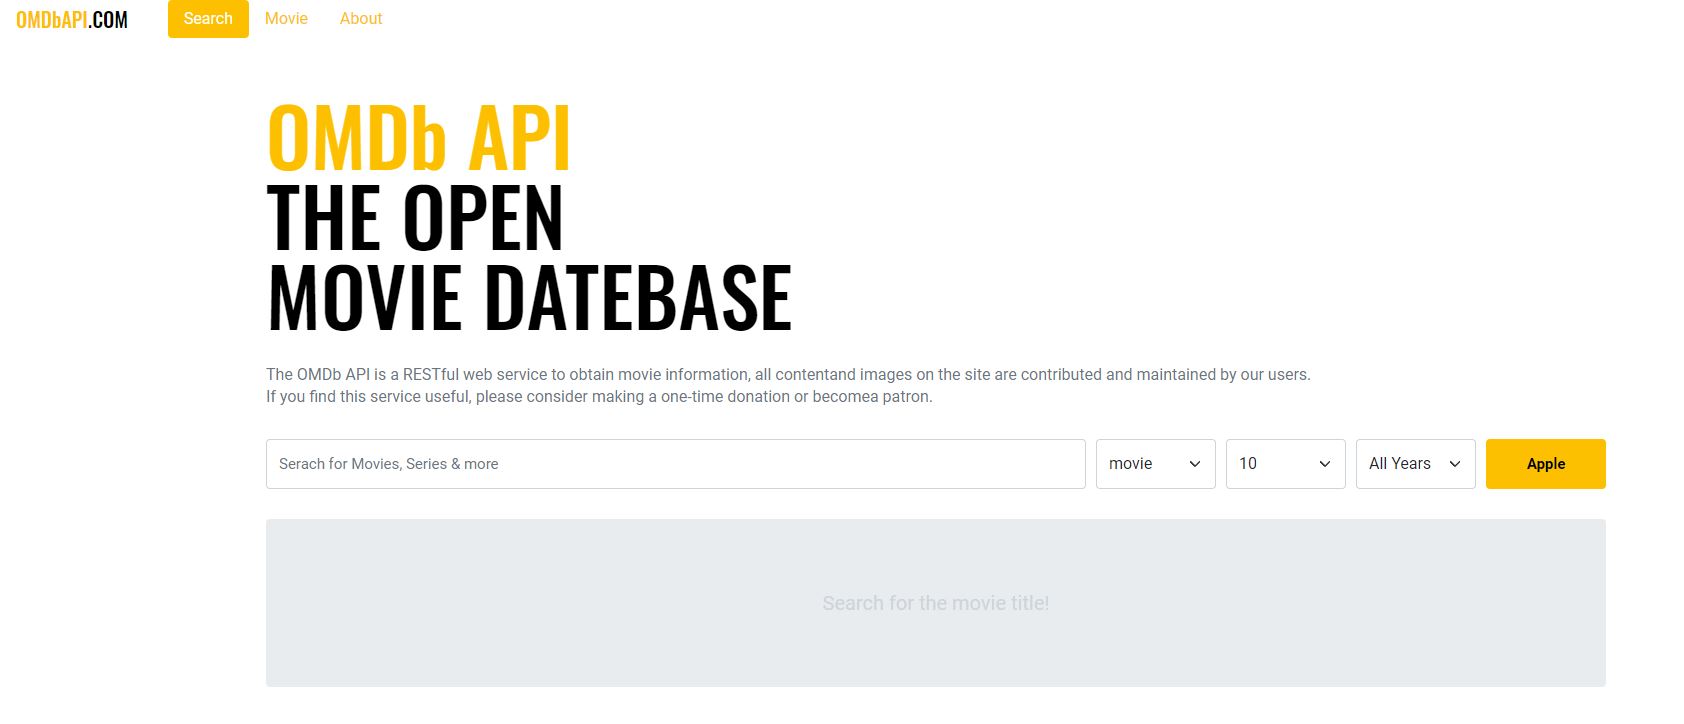 OMDbAPI.COM Search Movie About
OMDb API
THE OPEN
MOVIE DATEBASE
The OMDb API is a RESTful web service to obtain movie information, all contentand images on the site are contributed and maintained by our users.
If you find this service useful, please consider making a one-time donation or becomea patron.
Serach for Movies, Series & more movie 10 All Years Apple
Search for the movie title!